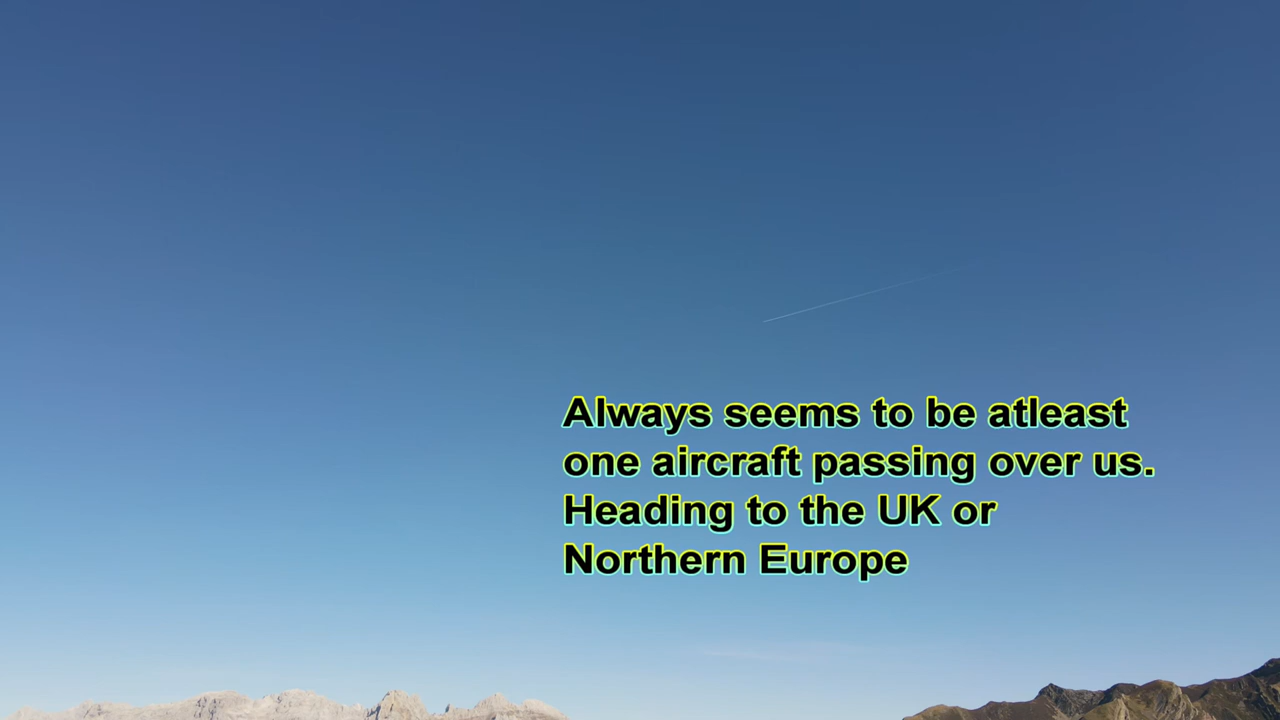 Always seems to be atleast
one aircraft passing over us.
Heading to the UK or
Northern Europe